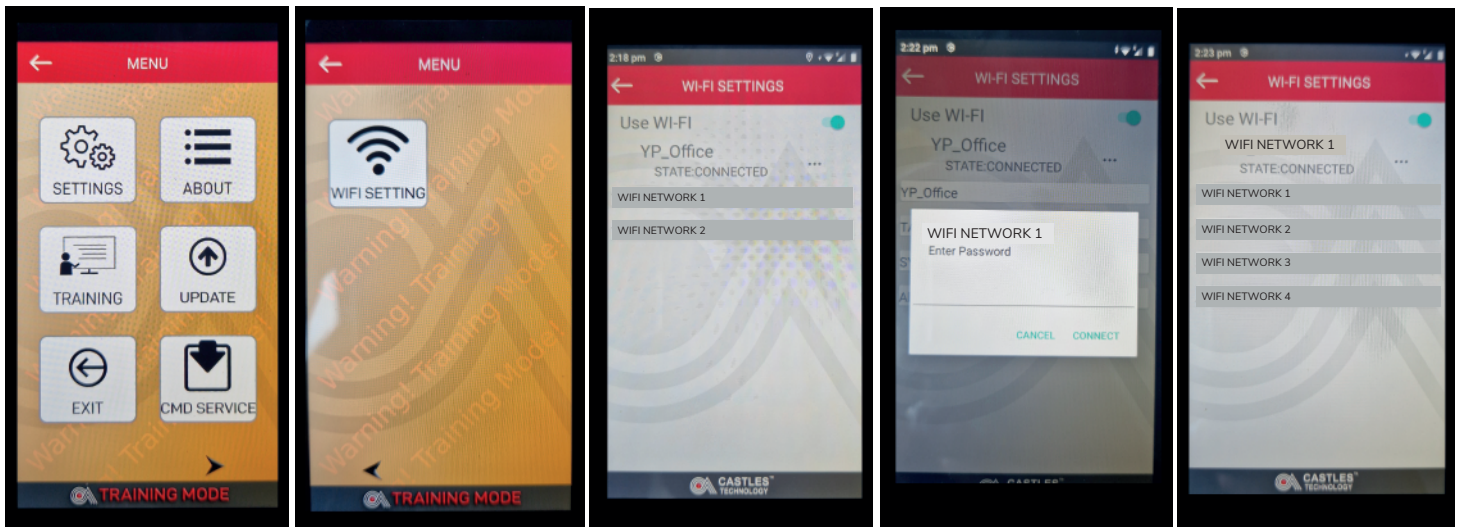 MENU
SETTINGS
ABOUT
TRAINING
UPDATE
EXIT
CMD SERVICE
Warning! Training Mode!
TRAINING MODE
MENU
WIFI SETTING
Warning! Training Mode!
TRAINING MODE
2:18 pm
WI-FI SETTINGS
Use WI-FI
YP_Office
STATE:CONNECTED
...
WIFI NETWORK 1
WIFI NETWORK 2
CASTLES
TECHNOLOGY
2:22 pm
WI-FI SETTINGS
Use WI-FI
YP_Office
STATE:CONNECTED
...
YP_Office
WIFI NETWORK 1
Enter Password
CANCEL CONNECT
CASTLES
2:23 pm
WI-FI SETTINGS
Use WI-FI
WIFI NETWORK 1
STATE:CONNECTED
...
WIFI NETWORK 1
WIFI NETWORK 2
WIFI NETWORK 3
WIFI NETWORK 4
CASTLES
TECHNOLOGY